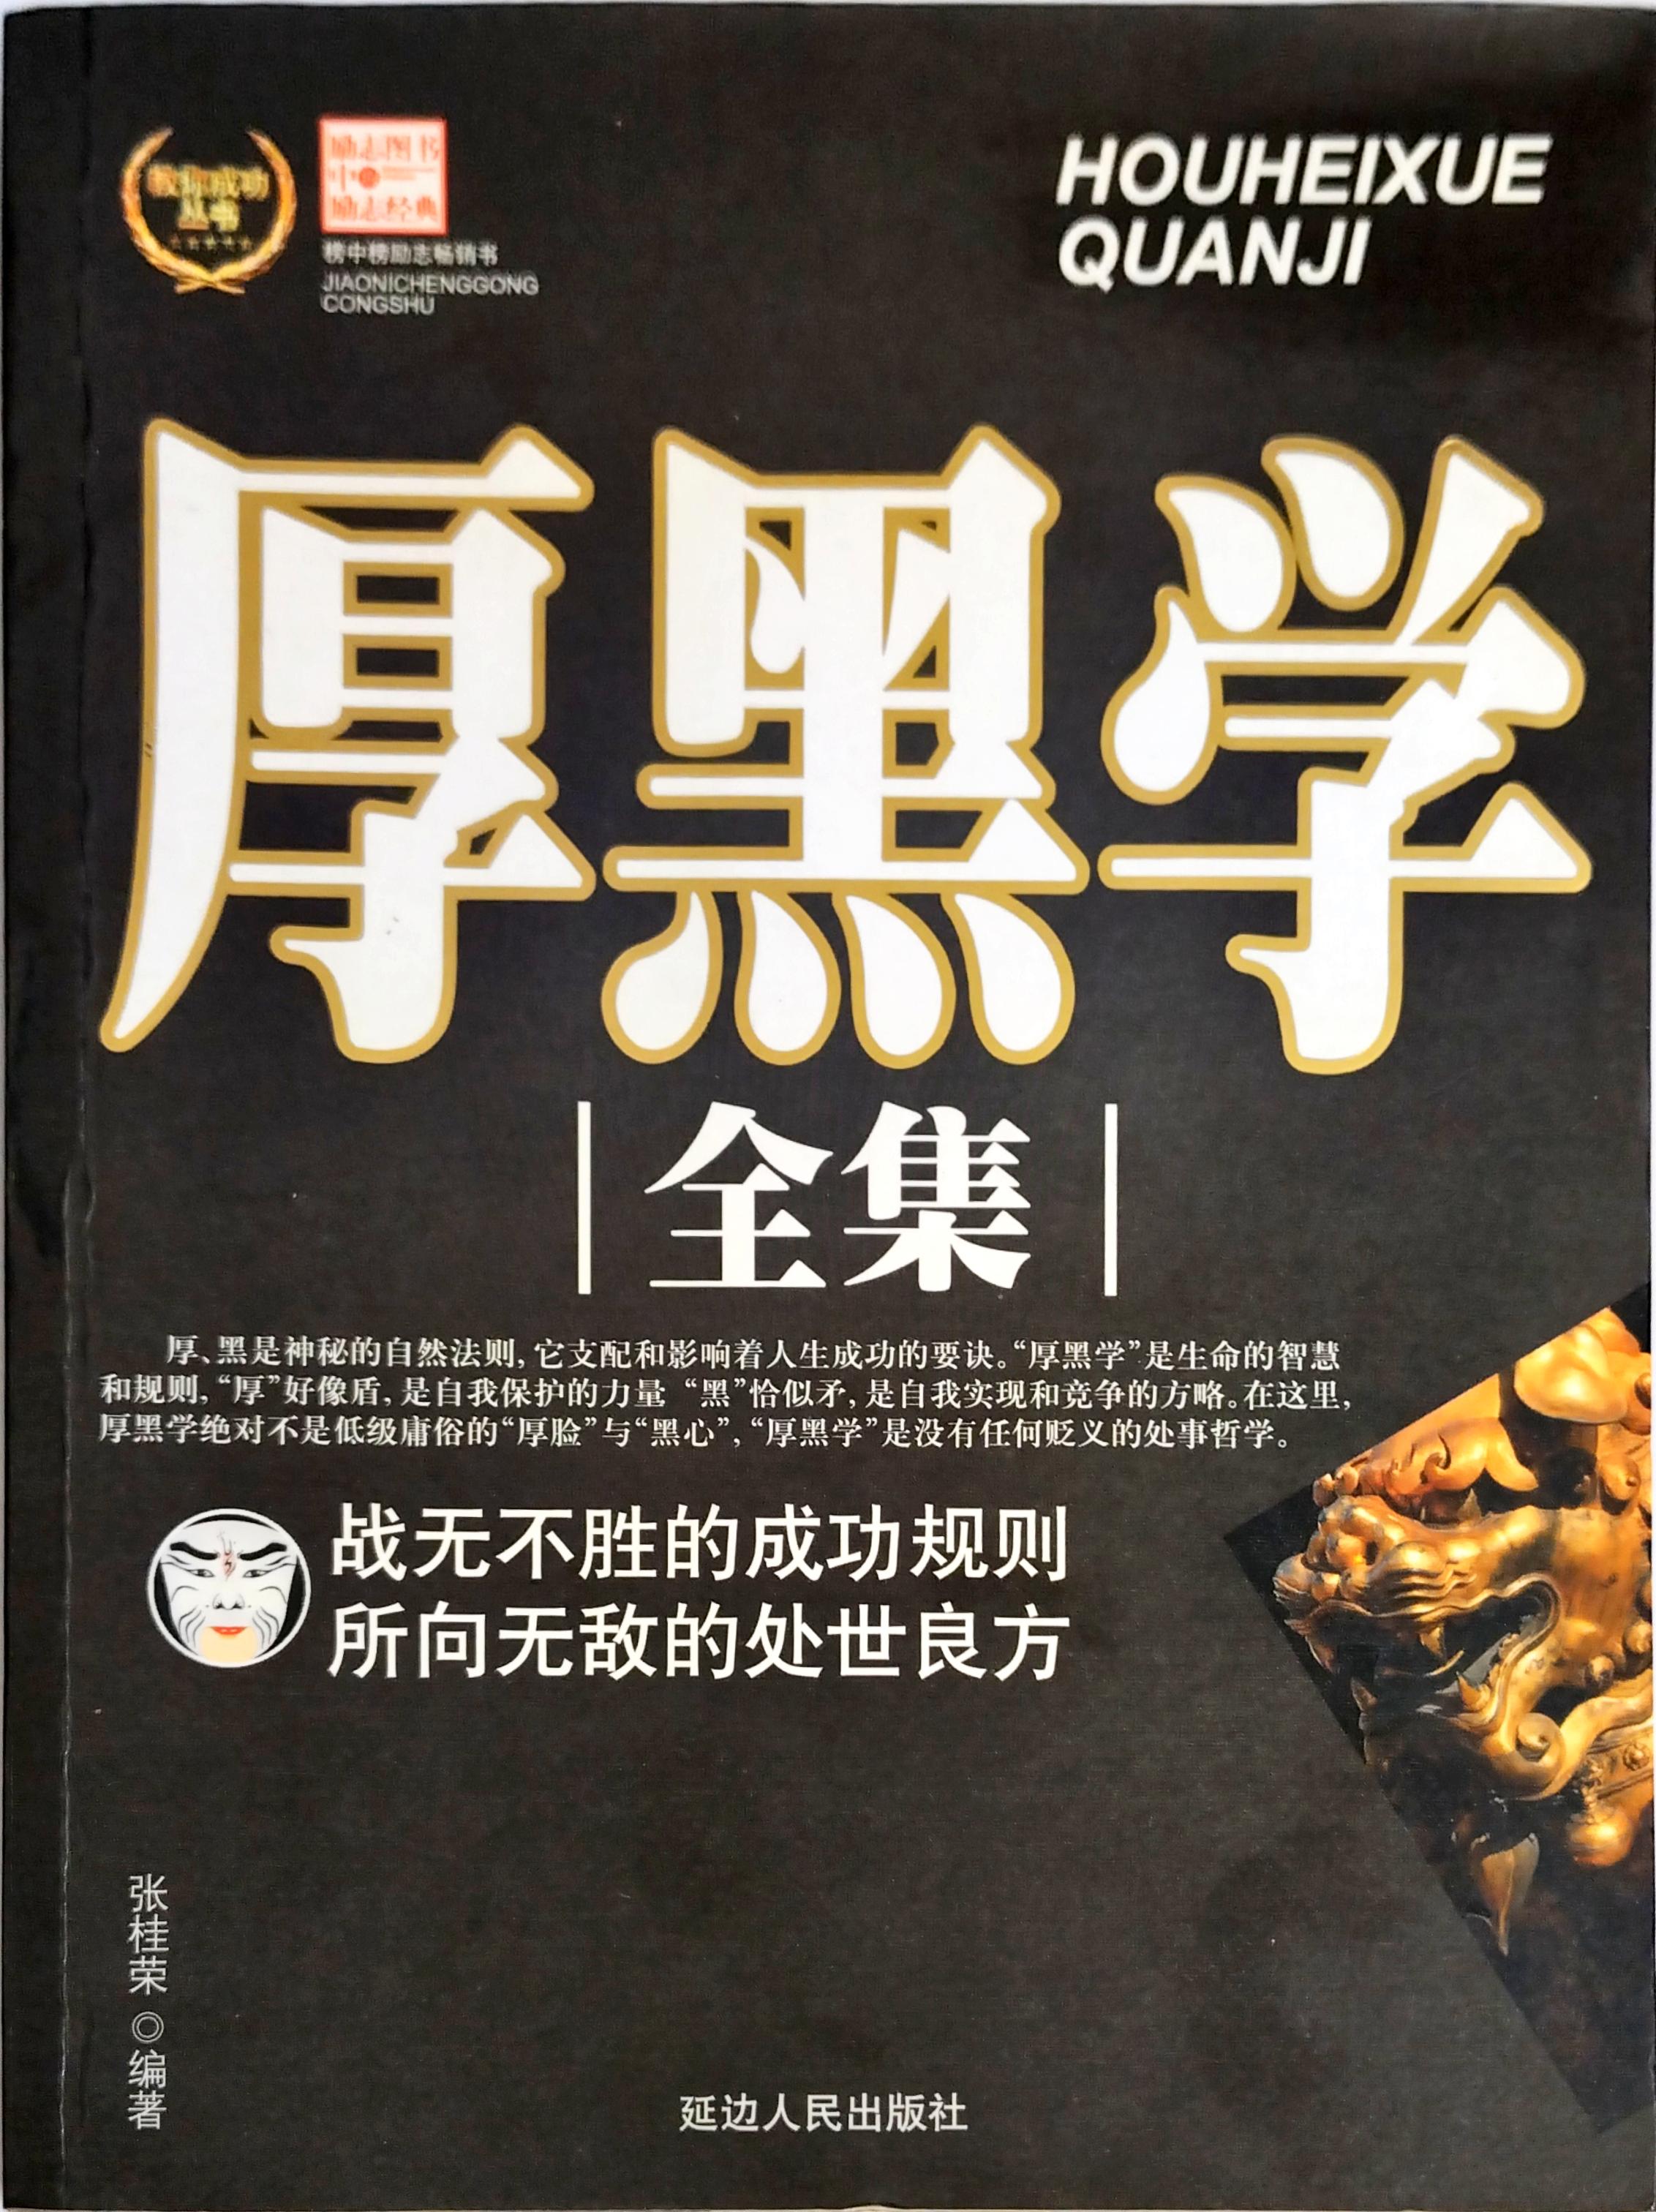 教你成功
丛书
励志图书
中
励志经典
榜中榜励志畅销书
JIAONICHENGGONG
CONGSHU
HOUHEIXUE
QUANJI
厚黑学
全集
厚、黑是神秘的自然法则,它支配和影响着人生成功的要诀。“厚黑学”是生命的智慧
和规则,“厚”好像盾,是自我保护的力量 “黑”恰似矛,是自我实现和竞争的方略。在这里,
厚黑学绝对不是低级庸俗的“厚脸”与“黑心”,“厚黑学”是没有任何贬义的处事哲学。
战无不胜的成功规则
所向无敌的处世良方
张桂荣◎编著
延边人民出版社